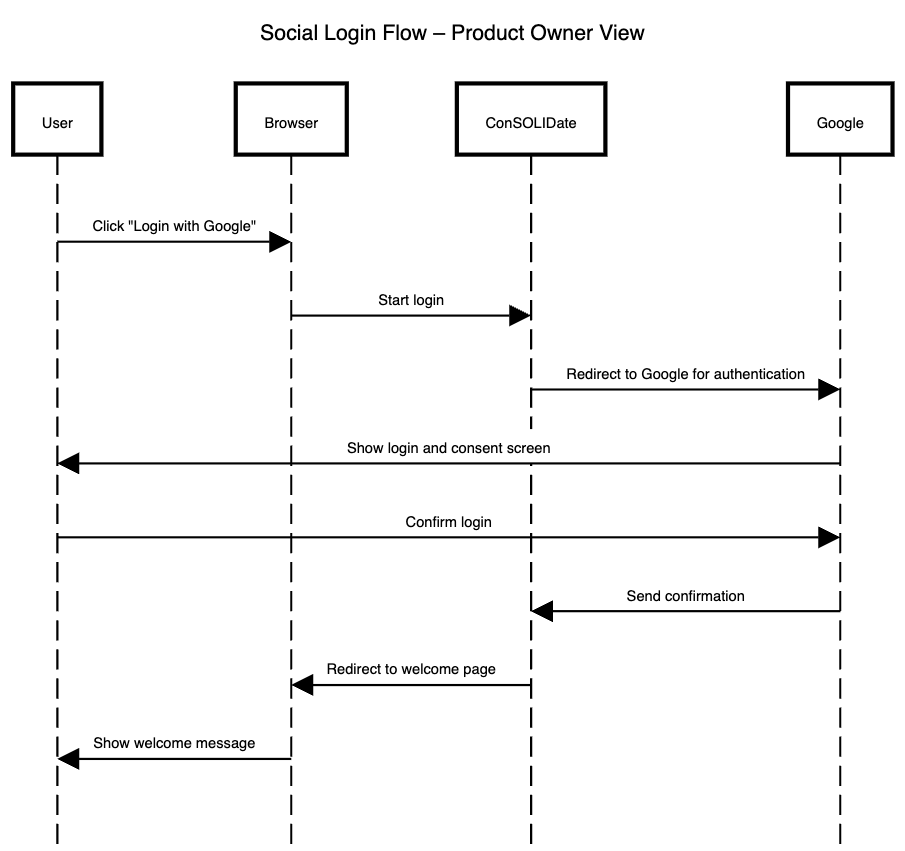 Social Login Flow – Product Owner View
User
Browser
ConSOLIDate
Google
Click "Login with Google"
Start login
Redirect to Google for authentication
Show login and consent screen
Confirm login
Send confirmation
Redirect to welcome page
Show welcome message